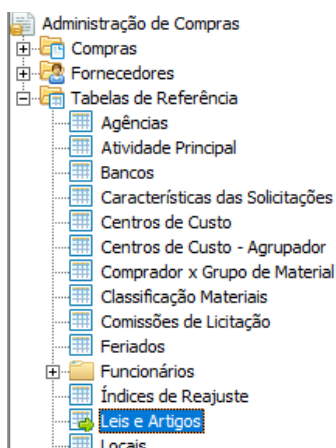 Administração de Compras
Compras
Fornecedores
Tabelas de Referência
Agências
Atividade Principal
Bancos
Características das Solicitações
Centros de Custo
Centros de Custo - Agrupador
Comprador x Grupo de Material
Classificação Materiais
Comissões de Licitação
Feriados
Funcionários
Índices de Reajuste
Leis e Artigos
Locais